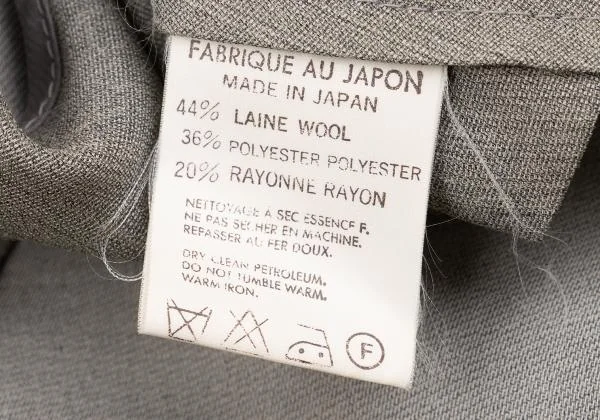 FABRIQUE AU JAPON
MADE IN JAPAN
44% LAINE WOOL
36% POLYESTER POLYESTER
20% RAYONNE RAYON
NETTOYAGE À SEC ESSENCE F.
NE PAS SECHER EN MACHINE.
REPASSER AU FER DOUX.
DRY CLEAN PETROLEUM.
DO NOT TUMBLE WARM.
WARM IRON.
F